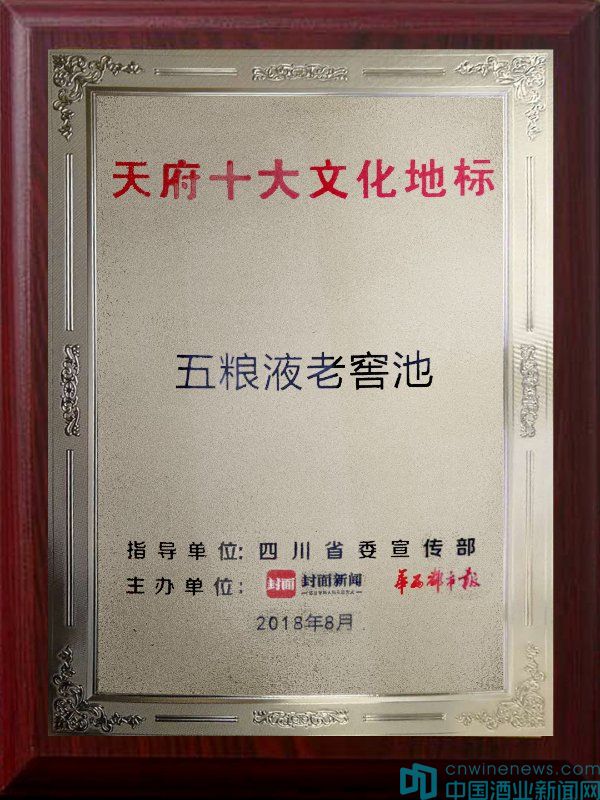 天府十大文化地标
五粮液老窖池
指导单位: 四川省委宣传部
主办单位: 封面 封面新闻 华西都市报
2018年8月
cnwinenews.com
中国酒业新闻网